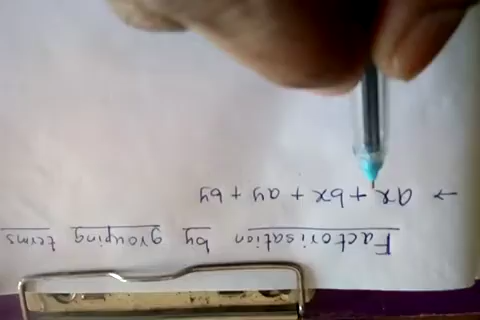 Factorisation by grouping terms
→ ax + bx + ay + by